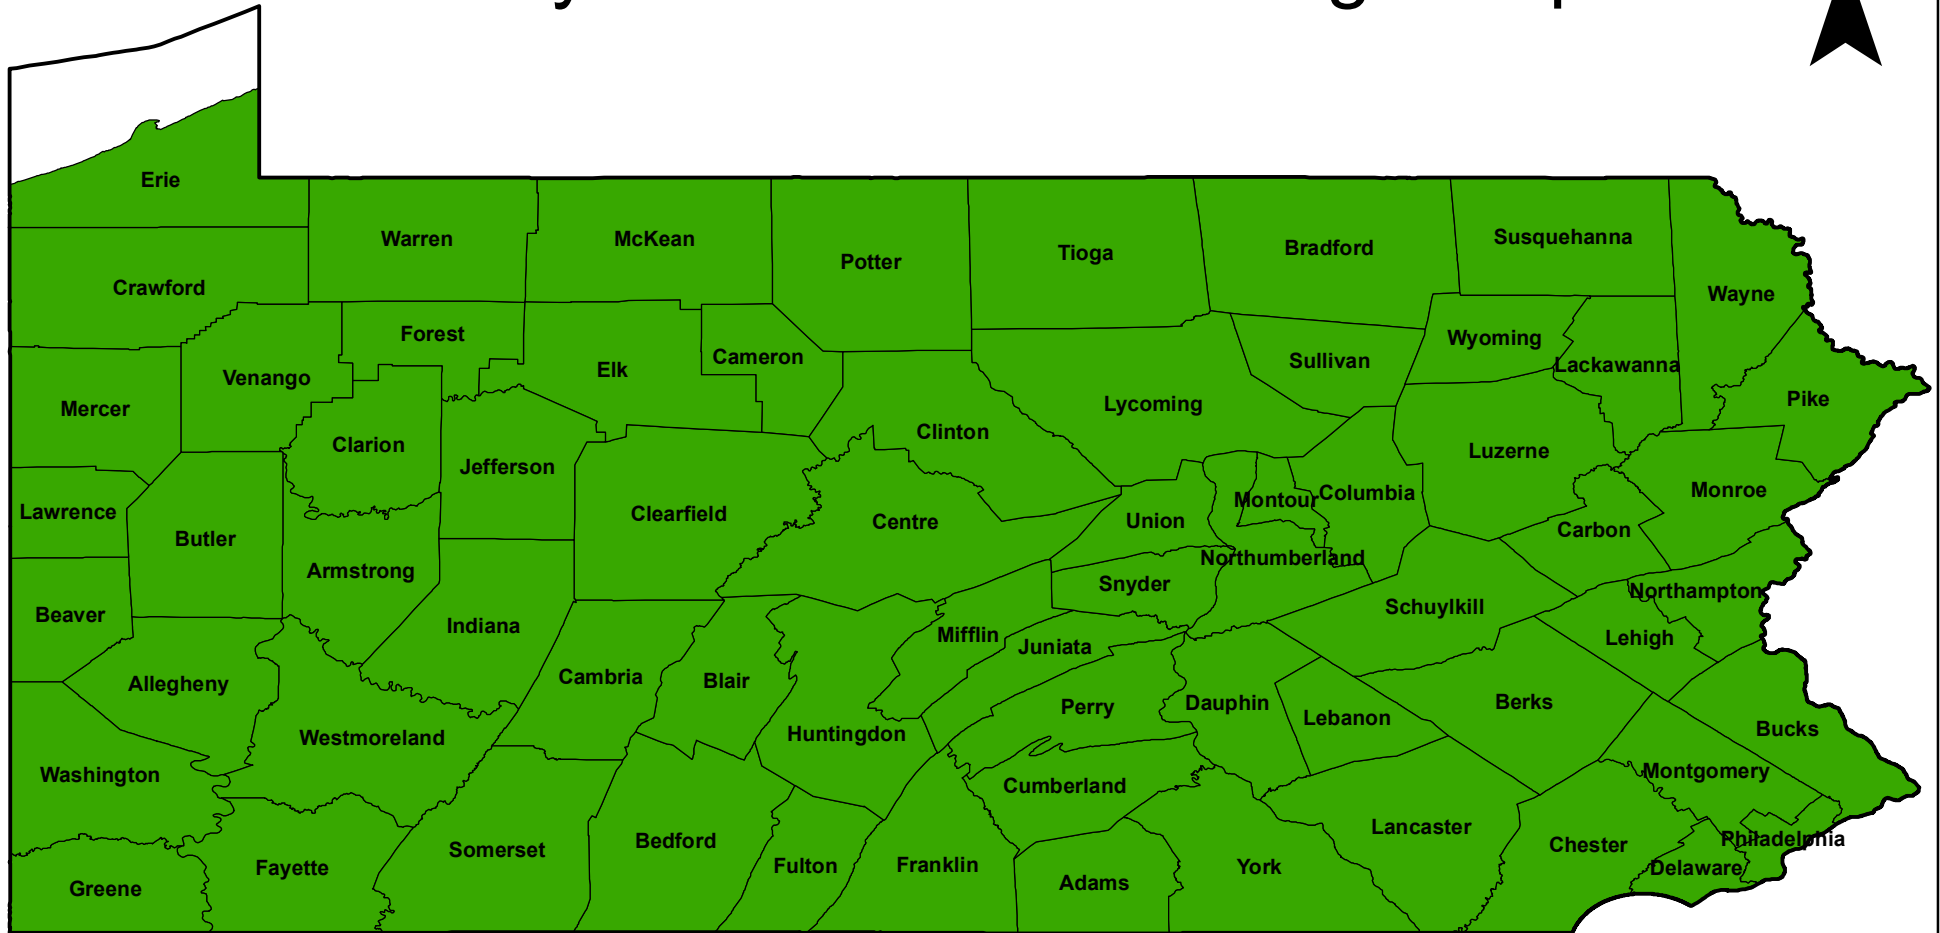 Erie
Warren
McKean
Potter
Tioga
Bradford
Susquehanna
Wayne
Crawford
Forest
Elk
Cameron
Sullivan
Wyoming
Lackawanna
Venango
Mercer
Clarion
Jefferson
Clinton
Lycoming
Luzerne
Pike
Lawrence
Butler
Clearfield
Centre
Union
Montour
Columbia
Carbon
Monroe
Armstrong
Snyder
Northumberland
Northampton
Beaver
Indiana
Mifflin
Juniata
Schuylkill
Lehigh
Allegheny
Cambria
Blair
Perry
Dauphin
Lebanon
Berks
Bucks
Westmoreland
Huntingdon
Washington
Cumberland
Montgomery
Greene
Fayette
Somerset
Bedford
Fulton
Franklin
Adams
York
Lancaster
Chester
Philadelphia
Delaware